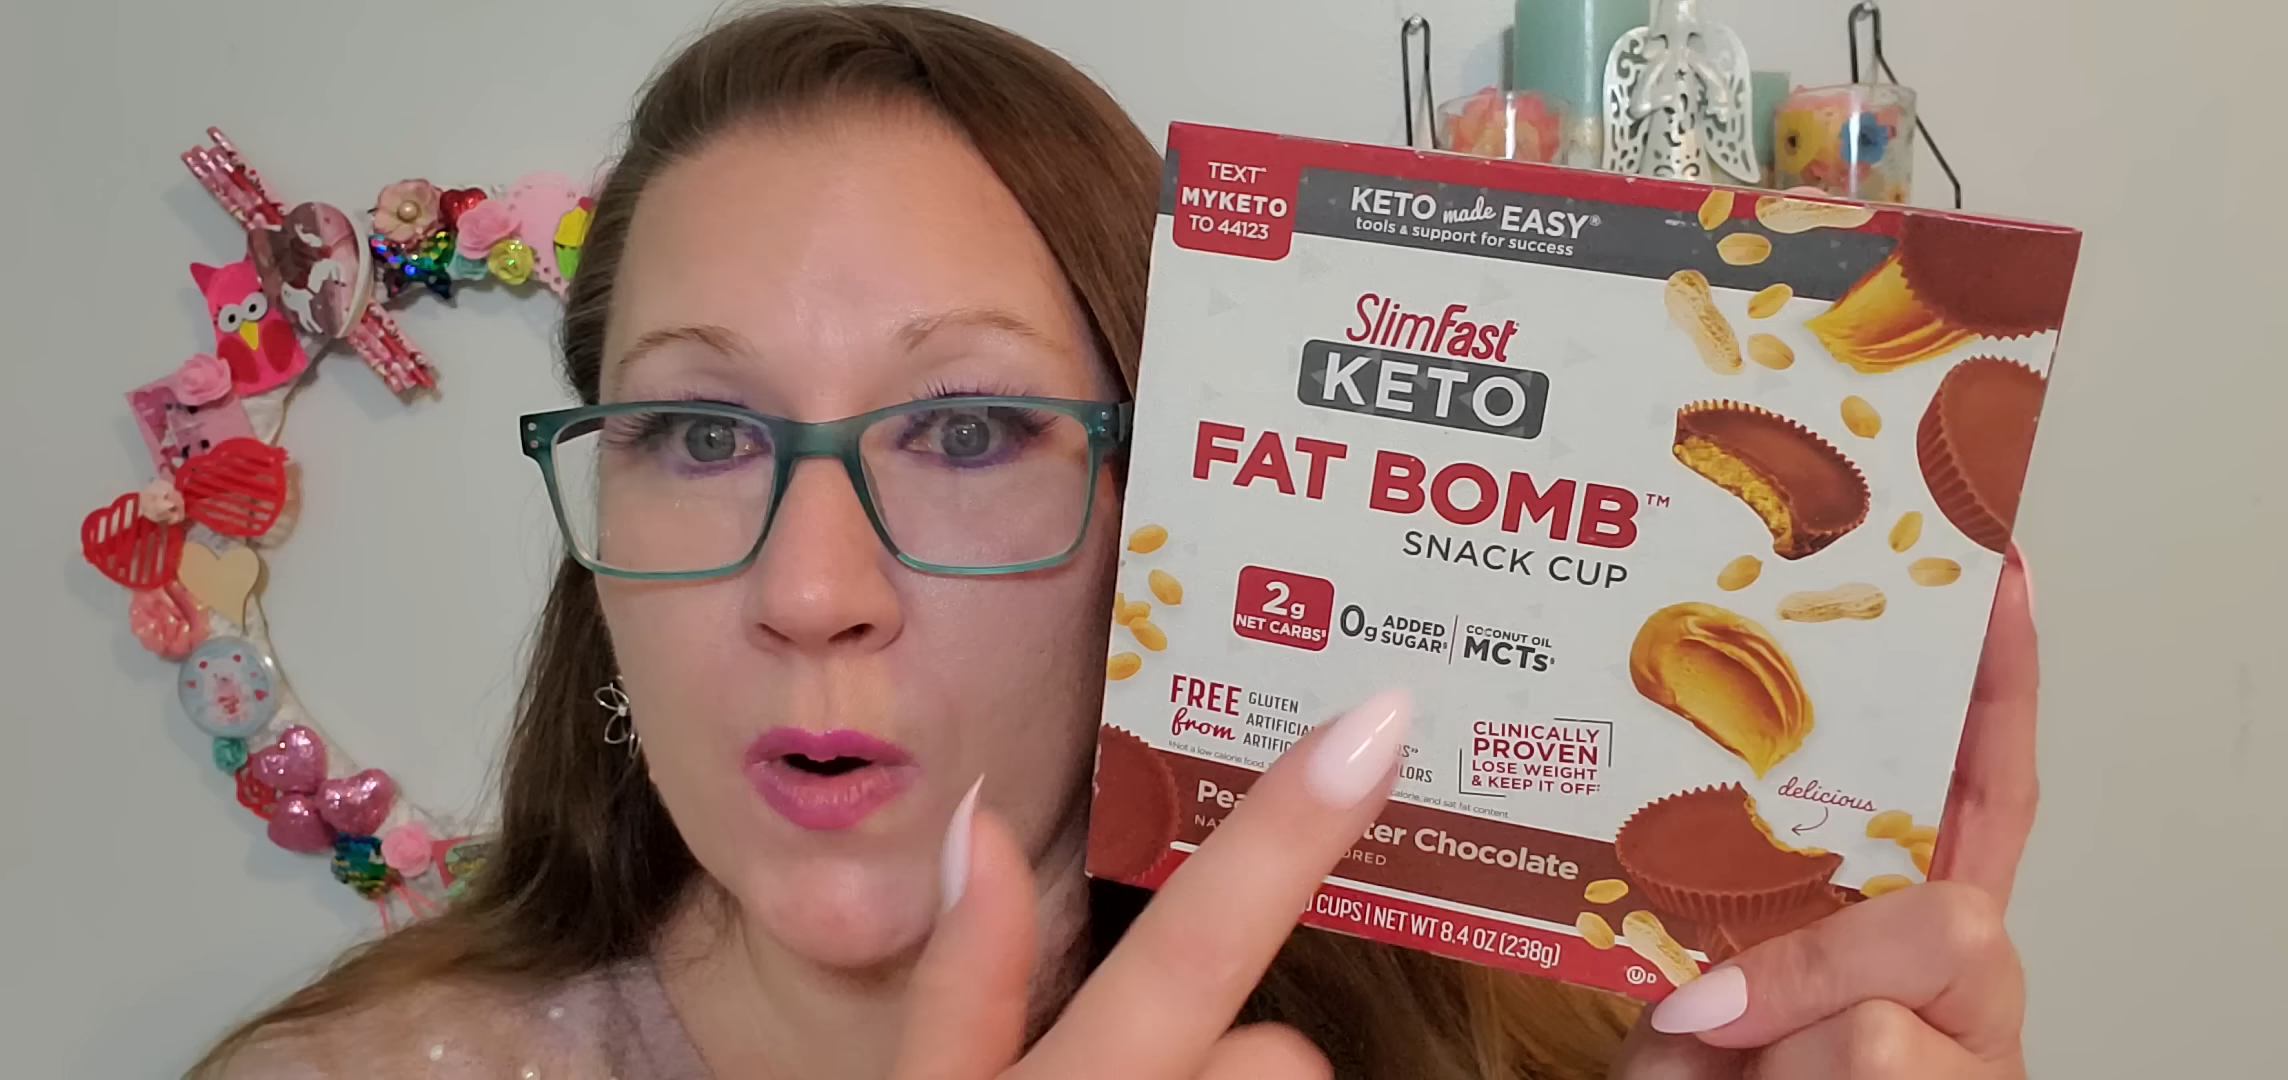 TEXT^
MYKETO
TO 44123
KETO made EASY®
tools & support for success
SlimFast
KETO
FAT BOMB™
SNACK CUP
2g
NET CARBS
0g ADDED
SUGAR
COCONUT OIL
MCTs
FREE
from
GLUTEN
CLINICALLY
PROVEN
LOSE WEIGHT
& KEEP IT OFF
delicious
Chocolate
CUPS | NET WT 8.4 OZ (238g)
U D